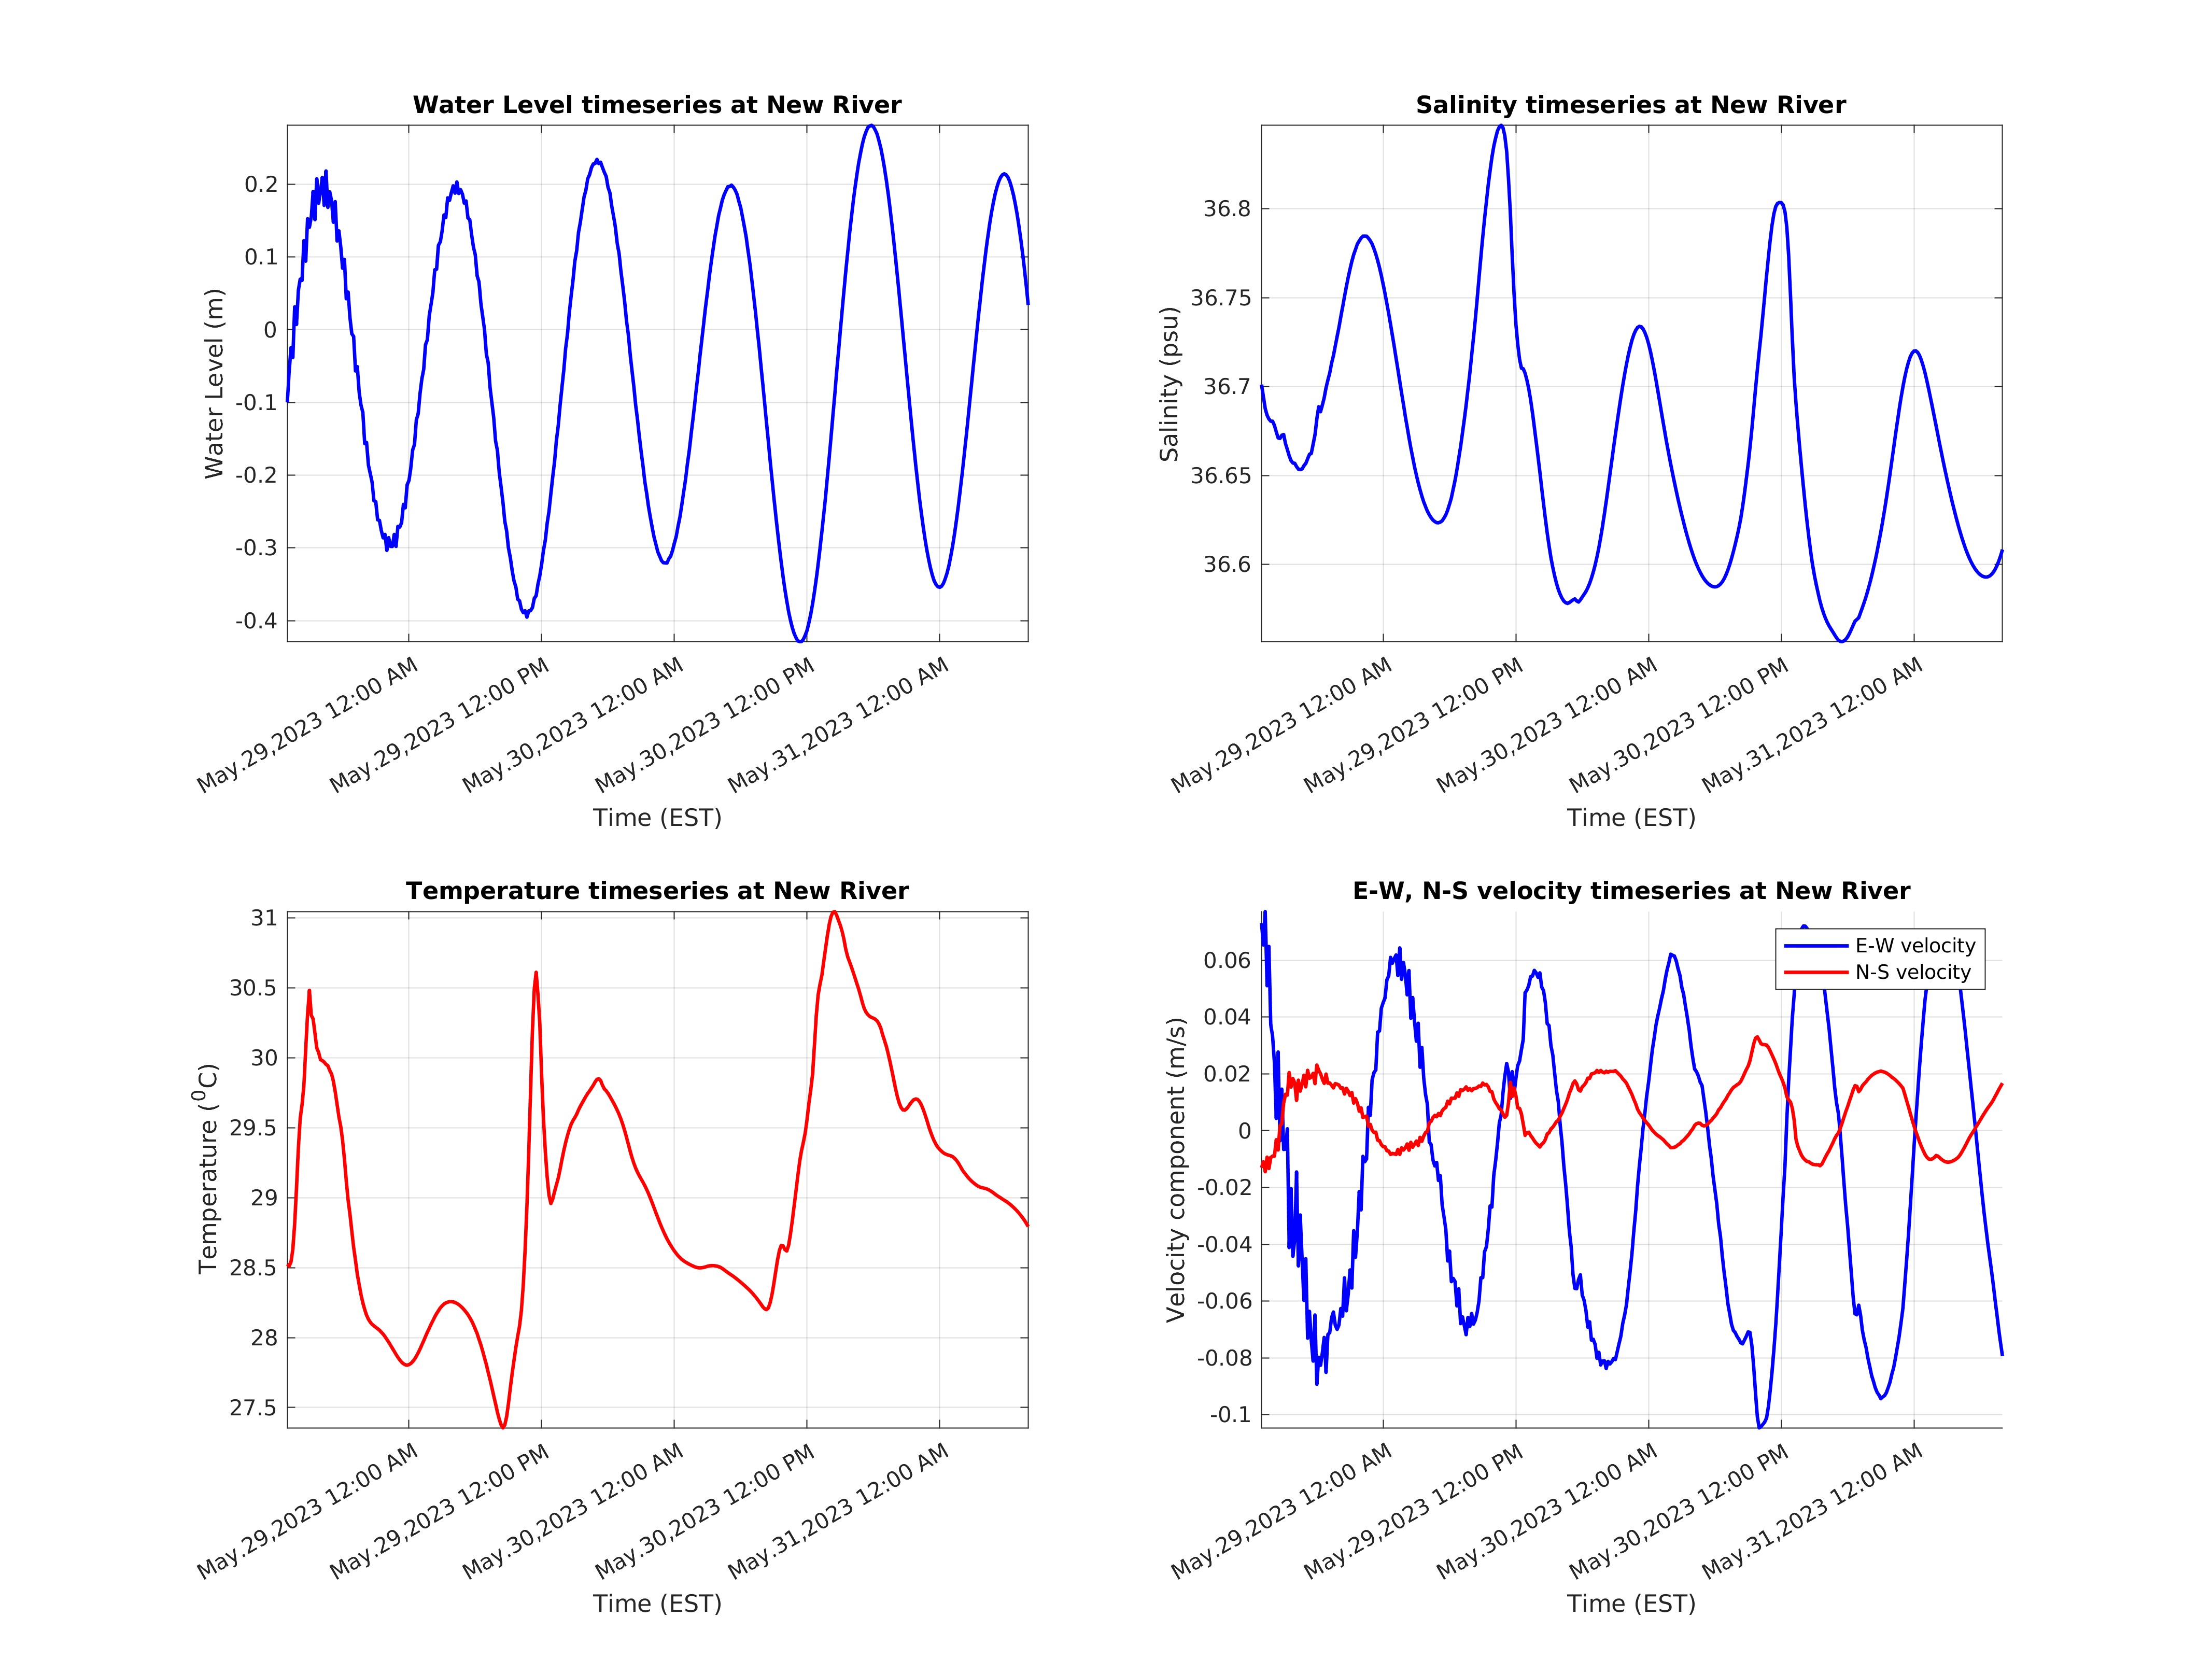 Water Level timeseries at New River
Water Level (m)
0.2
0.1
0
-0.1
-0.2
-0.3
-0.4
May.29,2023 12:00 AM
May.29,2023 12:00 PM
May.30,2023 12:00 AM
May.30,2023 12:00 PM
May.31,2023 12:00 AM
Time (EST)
Salinity timeseries at New River
Salinity (psu)
36.8
36.75
36.7
36.65
36.6
May.29,2023 12:00 AM
May.29,2023 12:00 PM
May.30,2023 12:00 AM
May.30,2023 12:00 PM
May.31,2023 12:00 AM
Time (EST)
Temperature timeseries at New River
Temperature (⁰C)
31
30.5
30
29.5
29
28.5
28
27.5
May.29,2023 12:00 AM
May.29,2023 12:00 PM
May.30,2023 12:00 AM
May.30,2023 12:00 PM
May.31,2023 12:00 AM
Time (EST)
E-W, N-S velocity timeseries at New River
Velocity component (m/s)
0.06
0.04
0.02
0
-0.02
-0.04
-0.06
-0.08
-0.1
E-W velocity
N-S velocity
May.29,2023 12:00 AM
May.29,2023 12:00 PM
May.30,2023 12:00 AM
May.30,2023 12:00 PM
May.31,2023 12:00 AM
Time (EST)